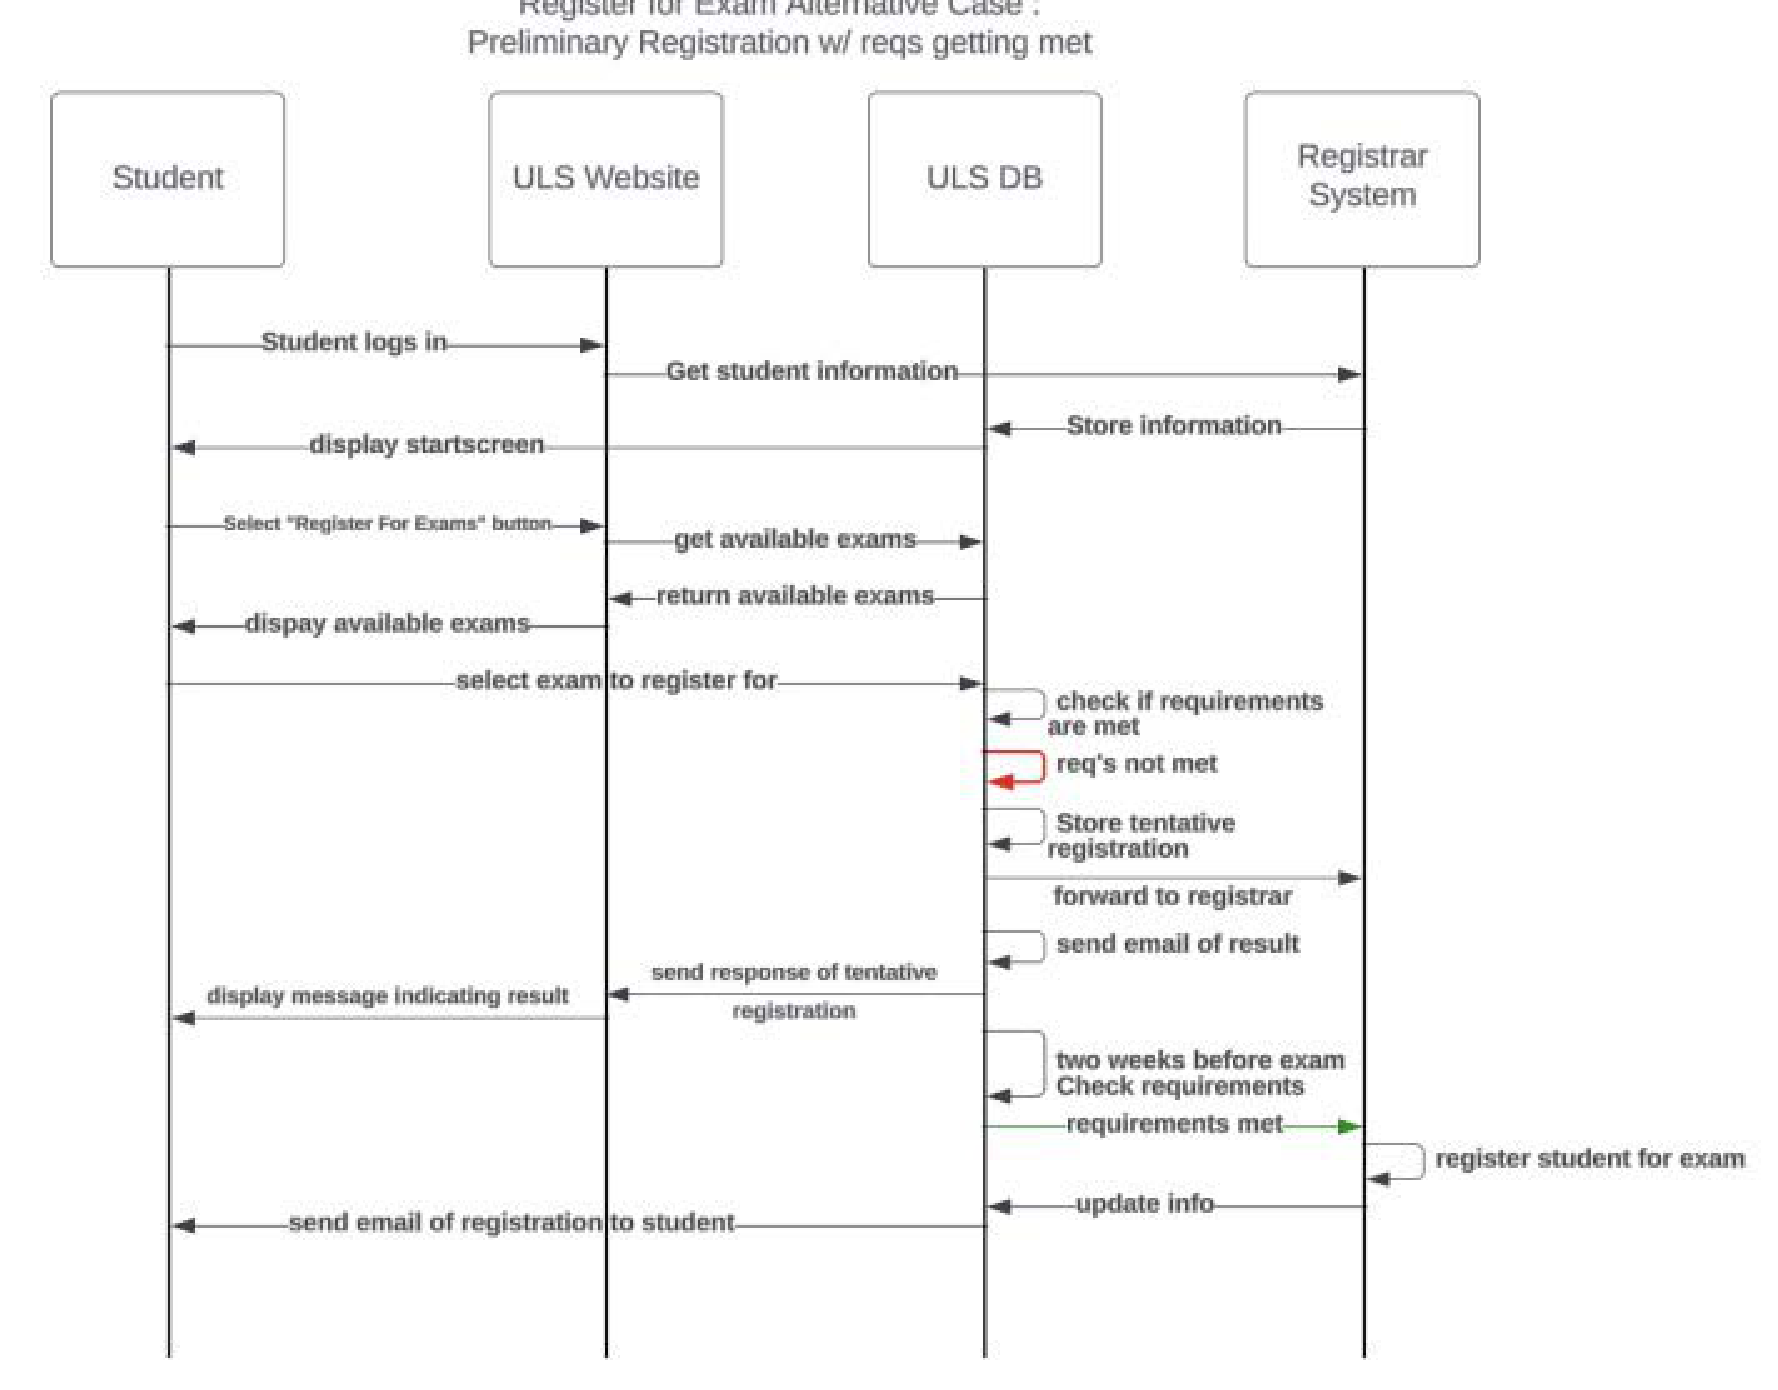 Register for Exam Alternative Case :
Preliminary Registration w/ reqs getting met
Student
ULS Website
ULS DB
Registrar
System
Student logs in
Get student information
Store information
display startscreen
Select "Register For Exams" button
get available exams
return available exams
dispay available exams
select exam to register for
check if requirements
are met
req's not met
Store tentative
registration
forward to registrar
send email of result
send response of tentative
registration
display message indicating result
two weeks before exam
Check requirements
requirements met
register student for exam
update info
send email of registration to student